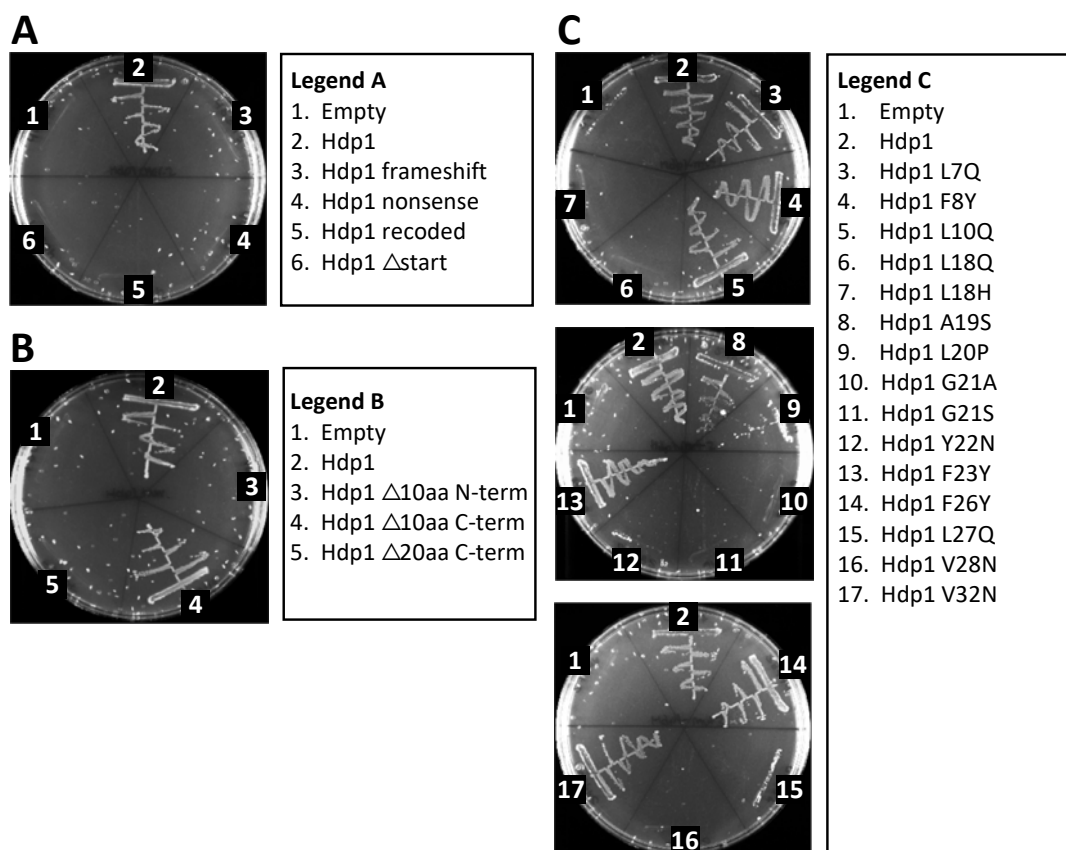 A
2
1
3
6
4
5
Legend A
1. Empty
2. Hdp1
3. Hdp1 frameshift
4. Hdp1 nonsense
5. Hdp1 recoded
6. Hdp1 △start
B
2
1
3
5
4
Legend B
1. Empty
2. Hdp1
3. Hdp1 △10aa N-term
4. Hdp1 △10aa C-term
5. Hdp1 △20aa C-term
C
2
1
3
7
4
6
5
2
8
1
9
13
10
12
11
2
1
14
17
15
16
Legend C
1. Empty
2. Hdp1
3. Hdp1 L7Q
4. Hdp1 F8Y
5. Hdp1 L10Q
6. Hdp1 L18Q
7. Hdp1 L18H
8. Hdp1 A19S
9. Hdp1 L20P
10. Hdp1 G21A
11. Hdp1 G21S
12. Hdp1 Y22N
13. Hdp1 F23Y
14. Hdp1 F26Y
15. Hdp1 L27Q
16. Hdp1 V28N
17. Hdp1 V32N